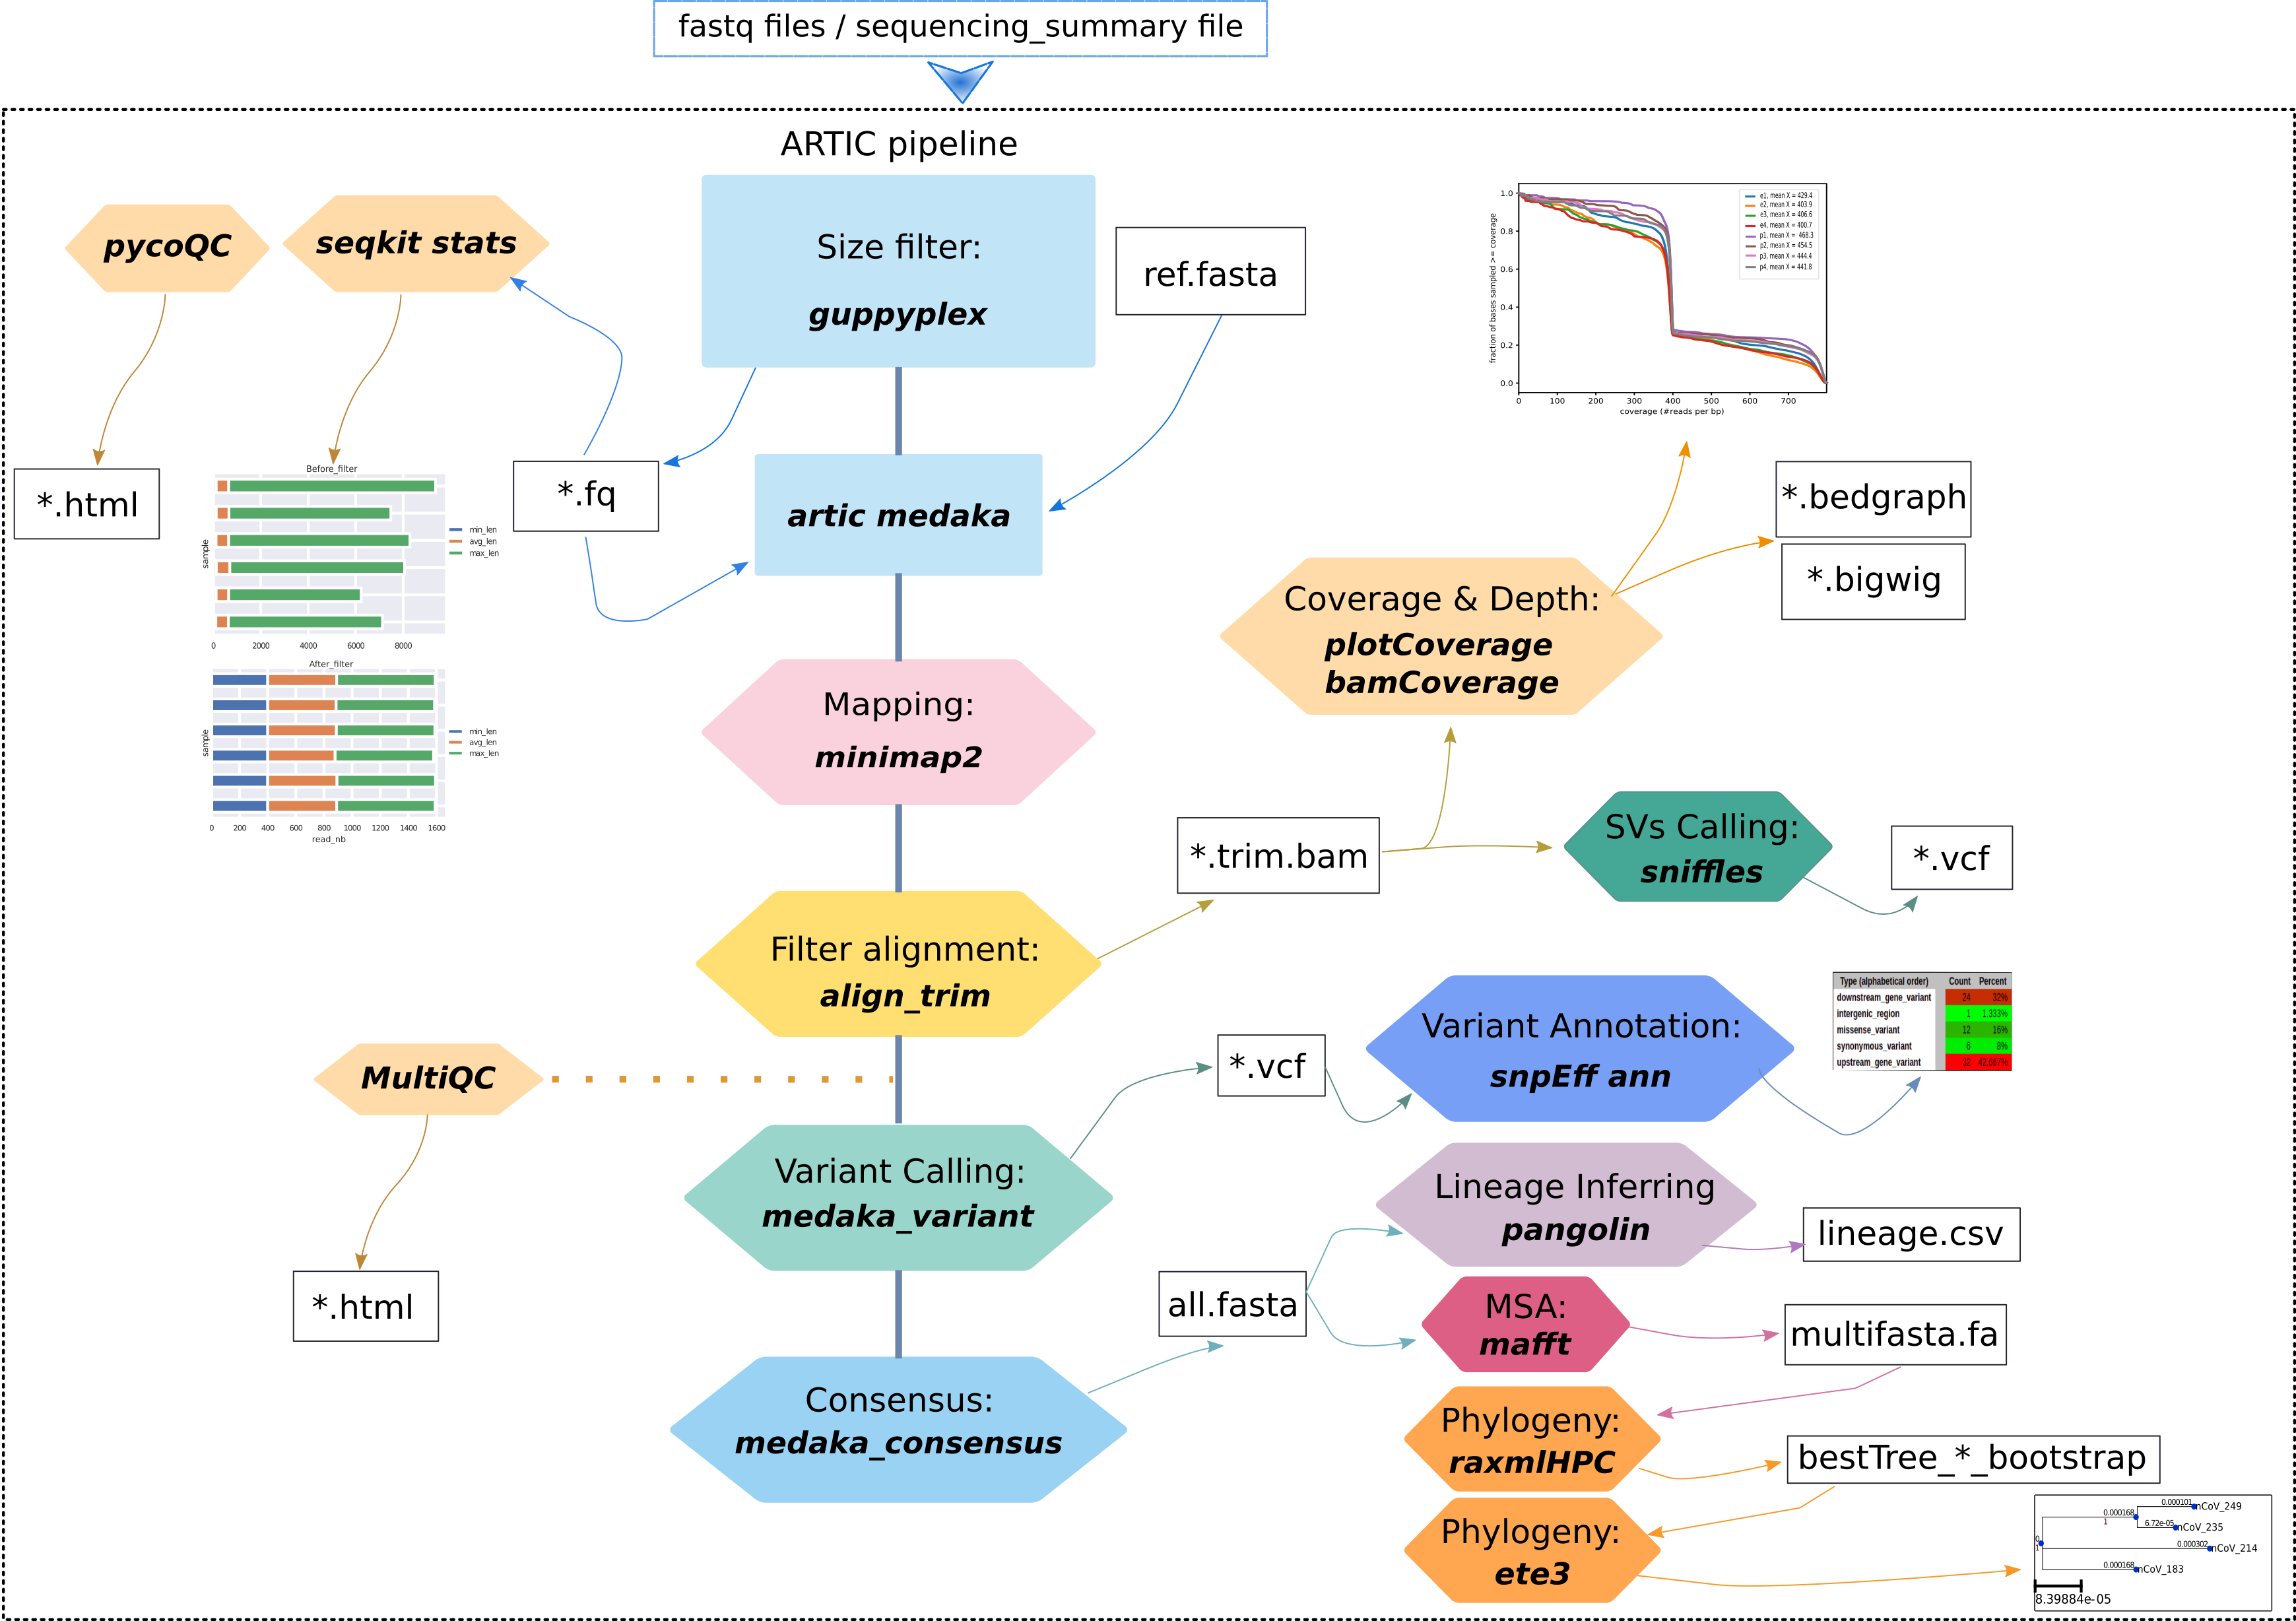 fastq files / sequencing_summary file
ARTIC pipeline
pycoQC
seqkit stats
Size filter:
guppyplex
ref.fasta
*.html
*.fq
artic medaka
Before_filter
sample
min_len
avg_len
max_len
0 2000 4000 6000 8000
After_filter
sample
min_len
avg_len
max_len
0 200 400 600 800 1000 1200 1400 1600
read_nb
1.0
0.8
0.6
0.4
0.2
0.0
fraction of bases sampled >= coverage
e1, mean X = 429.4
e2, mean X = 403.9
e3, mean X = 406.6
e4, mean X = 400.7
p1, mean X = 468.3
p2, mean X = 454.5
p3, mean X = 444.4
p4, mean X = 441.8
0 100 200 300 400 500 600 700
coverage (#reads per bp)
*.bedgraph
*.bigwig
Coverage & Depth:
plotCoverage
bamCoverage
Mapping:
minimap2
*.trim.bam
SVs Calling:
sniffles
*.vcf
Filter alignment:
align_trim
MultiQC
*.html
*.vcf
Variant Annotation:
snpEff ann
Type (alphabetical order) Count Percent
downstream_gene_variant 24 32%
intergenic_region 1 1.333%
missense_variant 12 16%
synonymous_variant 6 8%
upstream_gene_variant 32 42.667%
Variant Calling:
medaka_variant
Lineage Inferring
pangolin
lineage.csv
all.fasta
MSA:
mafft
multifasta.fa
Consensus:
medaka_consensus
Phylogeny:
raxmlHPC
bestTree_*_bootstrap
Phylogeny:
ete3
0.000101 nCoV_249
0.000168
1
6.72e-05 nCoV_235
0
1
0.000302 nCoV_214
0.000168 nCoV_183
8.39884e-05